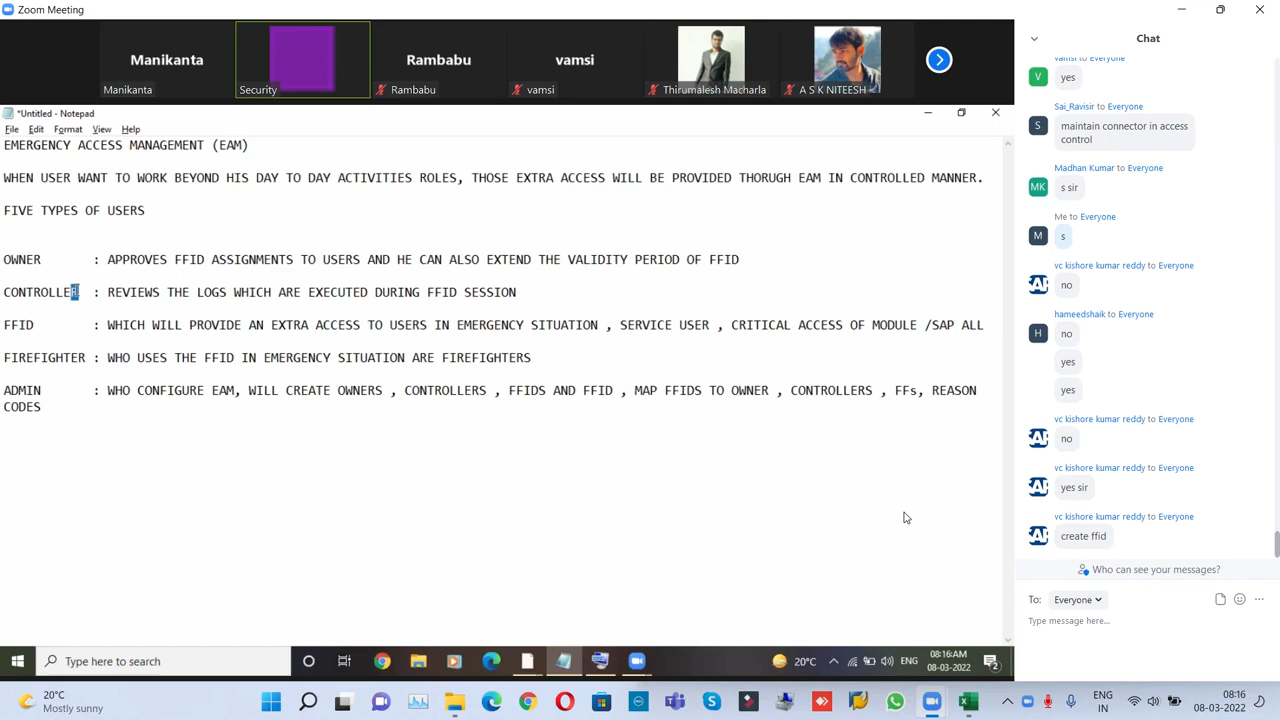 Zoom Meeting
Manikanta
Rambabu
vamsi
Manikanta
Security
Rambabu
vamsi
Thirumalesh Macharla
A S K NITEESH
*Untitled - Notepad
File Edit Format View Help
EMERGENCY ACCESS MANAGEMENT (EAM)
WHEN USER WANT TO WORK BEYOND HIS DAY TO DAY ACTIVITIES ROLES, THOSE EXTRA ACCESS WILL BE PROVIDED THORUGH EAM IN CONTROLLED MANNER.
FIVE TYPES OF USERS
OWNER : APPROVES FFID ASSIGNMENTS TO USERS AND HE CAN ALSO EXTEND THE VALIDITY PERIOD OF FFID
CONTROLLER : REVIEWS THE LOGS WHICH ARE EXECUTED DURING FFID SESSION
FFID : WHICH WILL PROVIDE AN EXTRA ACCESS TO USERS IN EMERGENCY SITUATION , SERVICE USER , CRITICAL ACCESS OF MODULE /SAP ALL
FIREFIGHTER : WHO USES THE FFID IN EMERGENCY SITUATION ARE FIREFIGHTERS
ADMIN : WHO CONFIGURE EAM, WILL CREATE OWNERS , CONTROLLERS , FFIDS AND FFID , MAP FFIDS TO OWNER , CONTROLLERS , FFs, REASON
CODES
Type here to search
20°C
ENG
08:16AM
08-03-2022
2
Chat
vamsi to Everyone
V
yes
Sai_Ravisir to Everyone
S
maintain connector in access
control
Madhan Kumar to Everyone
MK
s sir
Me to Everyone
M
s
vc kishore kumar reddy to Everyone
no
hameedshaik to Everyone
H
no
yes
yes
vc kishore kumar reddy to Everyone
no
vc kishore kumar reddy to Everyone
yes sir
vc kishore kumar reddy to Everyone
create ffid
Who can see your messages?
To: Everyone
Type message here...
20°C
Mostly sunny
ENG
IN
08:16
08-03-2022